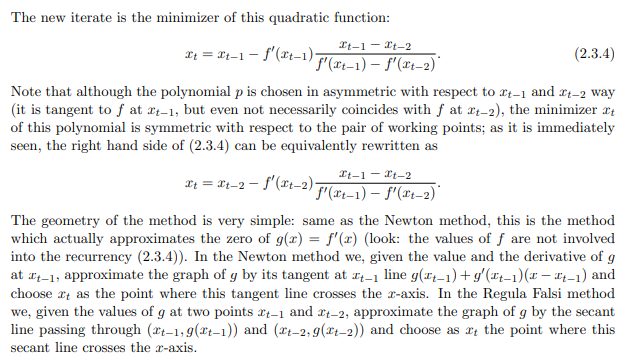 The new iterate is the minimizer of this quadratic function:
x_t = x_{t−1} − f′(x_{t−1}) \frac{x_{t−1} − x_{t−2}}{f′(x_{t−1}) − f′(x_{t−2})}. (2.3.4)
Note that although the polynomial p is chosen in asymmetric with respect to x_{t−1} and x_{t−2} way
(it is tangent to f at x_{t−1}, but even not necessarily coincides with f at x_{t−2}), the minimizer x_t
of this polynomial is symmetric with respect to the pair of working points; as it is immediately
seen, the right hand side of (2.3.4) can be equivalently rewritten as
x_t = x_{t−2} − f′(x_{t−2}) \frac{x_{t−1} − x_{t−2}}{f′(x_{t−1}) − f′(x_{t−2})}.
The geometry of the method is very simple: same as the Newton method, this is the method
which actually approximates the zero of g(x) = f′(x) (look: the values of f are not involved
into the recurrency (2.3.4)). In the Newton method we, given the value and the derivative of g
at x_{t−1}, approximate the graph of g by its tangent at x_{t−1} line g(x_{t−1}) + g′(x_{t−1})(x − x_{t−1}) and
choose x_t as the point where this tangent line crosses the x-axis. In the Regula Falsi method
we, given the values of g at two points x_{t−1} and x_{t−2}, approximate the graph of g by the secant
line passing through (x_{t−1}, g(x_{t−1})) and (x_{t−2}, g(x_{t−2})) and choose as x_t the point where this
secant line crosses the x-axis.